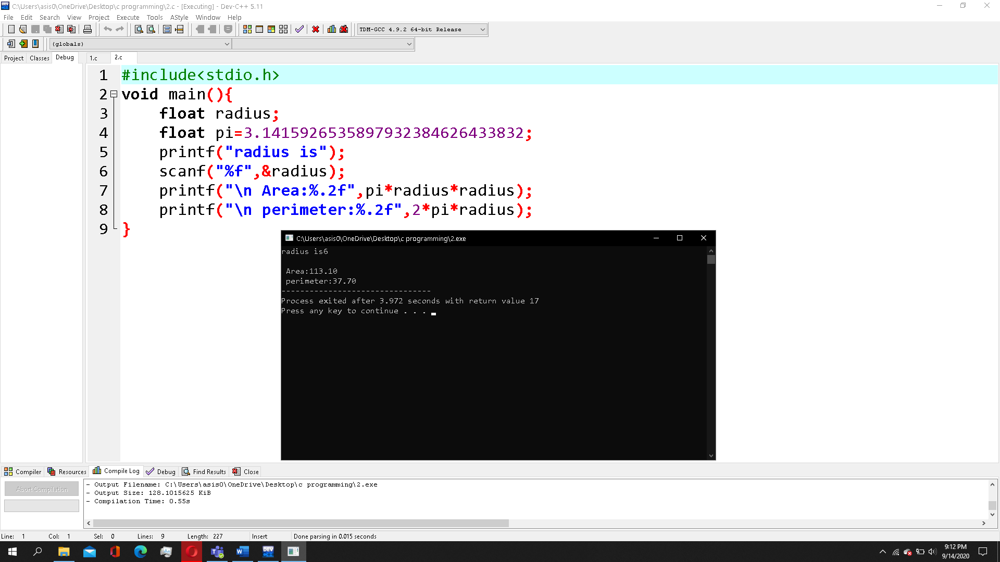 C:\Users\asis0\OneDrive\Desktop\c programming\2.c - [Executing] - Dev-C++ 5.11
File Edit Search View Project Execute Tools AStyle Window Help
TDM-GCC 4.9.2 64-bit Release
(globals)
Project Classes Debug 1.c 2.c
1 #include<stdio.h>
2 void main(){
3 float radius;
4 float pi=3.14159265358979323846264338​32;
5 printf("radius is");
6 scanf("%f",&radius);
7 printf("\n Area:%.2f",pi*radius*radius);
8 printf("\n perimeter:%.2f",2*pi*radius);
9 }
C:\Users\asis0\OneDrive\Desktop\c programming\2.exe
radius is6
Area:113.10
perimeter:37.70
--------------------------------
Process exited after 3.972 seconds with return value 17
Press any key to continue . . .
Compiler Resources Compile Log Debug Find Results Close
Abort Compilation
- Output Filename: C:\Users\asis0\OneDrive\Desktop\c programming\2.exe
- Output Size: 128.1015625 KiB
- Compilation Time: 0.55s
Line: 1 Col: 1 Sel: 0 Lines: 9 Length: 227 Insert Done parsing in 0.015 seconds
9:12 PM
9/14/2020